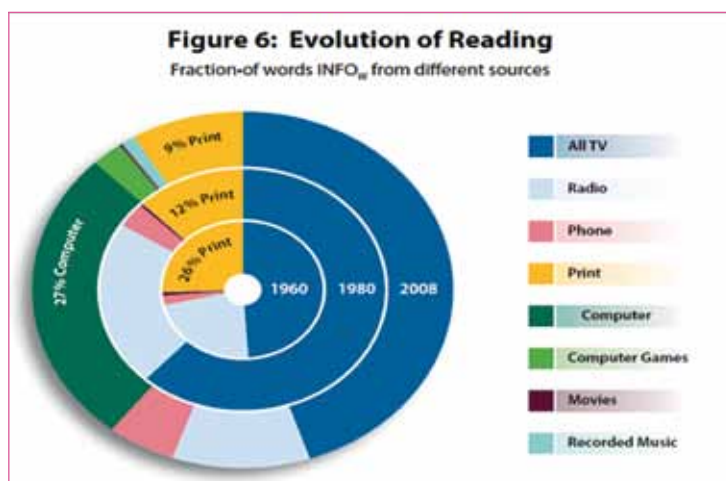 Figure 6: Evolution of Reading
Fraction-of words INFOw from different sources
9% Print
12% Print
26% Print
27% Computer
1960
1980
2008
All TV
Radio
Phone
Print
Computer
Computer Games
Movies
Recorded Music